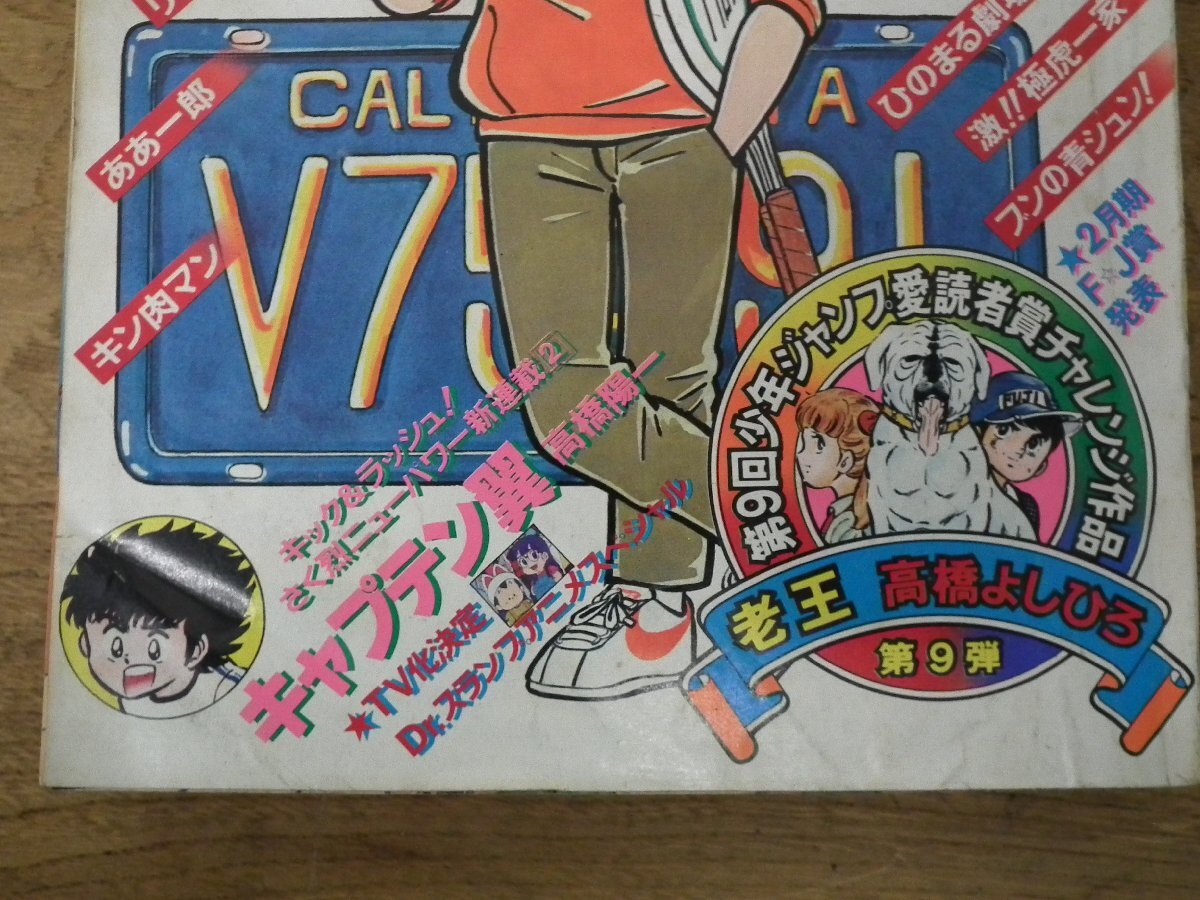 リ
ああ一郎
キン肉マン
ひのまる劇場
激!!極虎一家
ブンの青シュン!
★2月期
F☆J賞
発表
CAL
A
V75
第9回少年ジャンプ愛読者賞チャレンジ作品
FUJI
老王 高橋よしひろ
第9弾
キック&ラッシュ!
さく烈ニューパワー新連載2
キャプテン翼 高橋陽一
★TV化決定
Dr.スランプアニメスペシャル